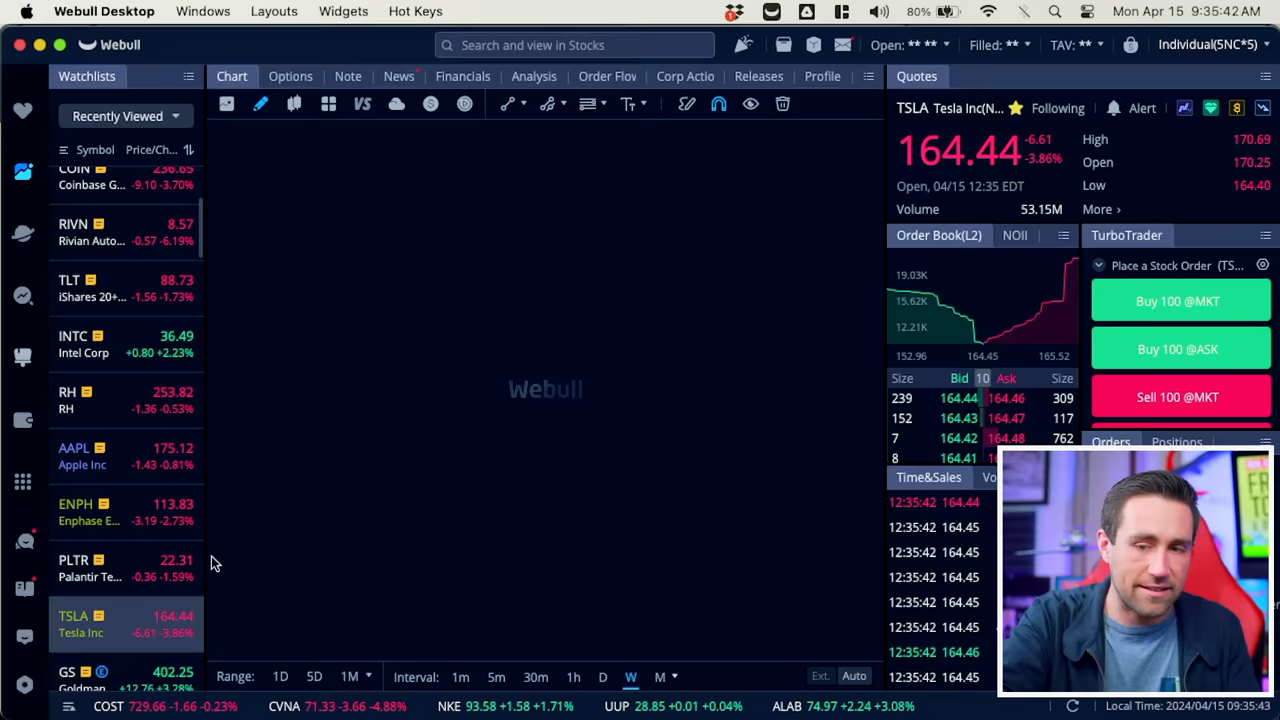 Webull Desktop Windows Layouts Widgets Hot Keys 80% Mon Apr 15 9:35:42 AM
Webull Search and view in Stocks Open: ** ** Filled: ** TAV: ** Individual(5NC*5)
Watchlists Chart Options Note News Financials Analysis Order Flow Corp Actio Releases Profile Quotes
Recently Viewed
VS
TSLA Tesla Inc(N... Following Alert
Symbol Price/Ch...
164.44 -6.61
-3.86%
High 170.69
Open 170.25
Low 164.40
Open, 04/15 12:35 EDT
Volume 53.15M More ›
COIN 236.65
Coinbase G... -9.10 -3.70%
RIVN 8.57
Rivian Auto... -0.57 -6.19%
TLT 88.73
iShares 20+... -1.56 -1.73%
INTC 36.49
Intel Corp +0.80 +2.23%
RH 253.82
RH -1.36 -0.53%
AAPL 175.12
Apple Inc -1.43 -0.81%
ENPH 113.83
Enphase E... -3.19 -2.73%
PLTR 22.31
Palantir Te... -0.36 -1.59%
TSLA 164.44
Tesla Inc -6.61 -3.86%
GS 402.25
Goldman +12.76 +3.28%
Webull
Range: 1D 5D 1M Interval: 1m 5m 30m 1h D W M Ext. Auto
Order Book(L2) NOII
19.03K
15.62K
12.21K
152.96 164.45 165.52
Size Bid 10 Ask Size
239 164.44 164.46 309
152 164.43 164.47 117
7 164.42 164.48 762
8 164.41
TurboTrader
Place a Stock Order (TS...
Buy 100 @MKT
Buy 100 @ASK
Sell 100 @MKT
Orders Positions
Time&Sales Vo
12:35:42 164.44
12:35:42 164.45
12:35:42 164.45
12:35:42 164.45
12:35:42 164.45
12:35:42 164.45
12:35:42 164.46
12:35:42 164.45
COST 729.66 -1.66 -0.23% CVNA 71.33 -3.66 -4.88% NKE 93.58 +1.58 +1.71% UUP 28.85 +0.01 +0.04% ALAB 74.97 +2.24 +3.08% Local Time: 2024/04/15 09:35:43